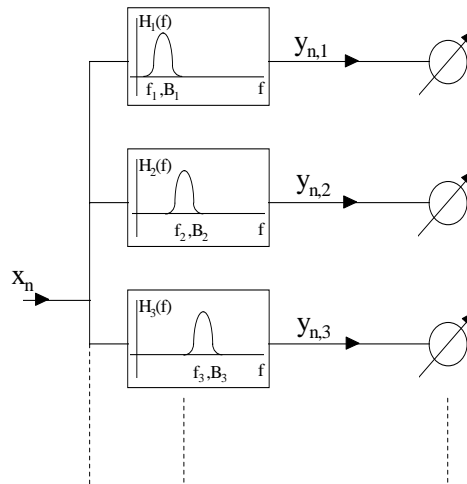 H₁(f)
f₁,B₁
f
yₙ,₁
H₂(f)
f₂,B₂
f
yₙ,₂
xₙ
H₃(f)
f₃,B₃
f
yₙ,₃